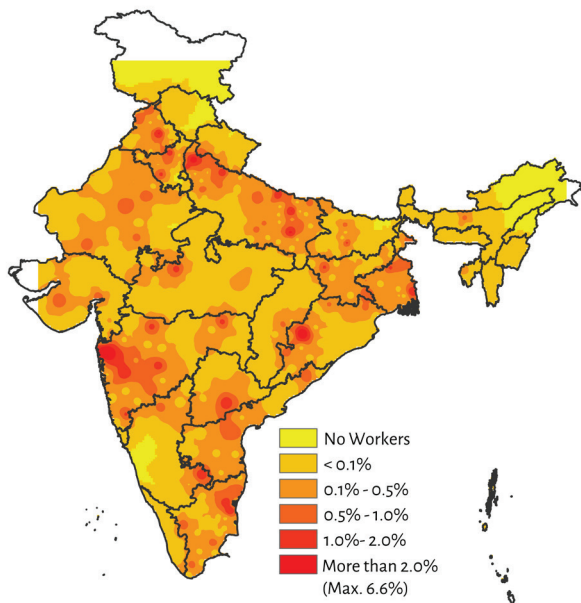 No Workers
< 0.1%
0.1% - 0.5%
0.5% - 1.0%
1.0%- 2.0%
More than 2.0%
(Max. 6.6%)